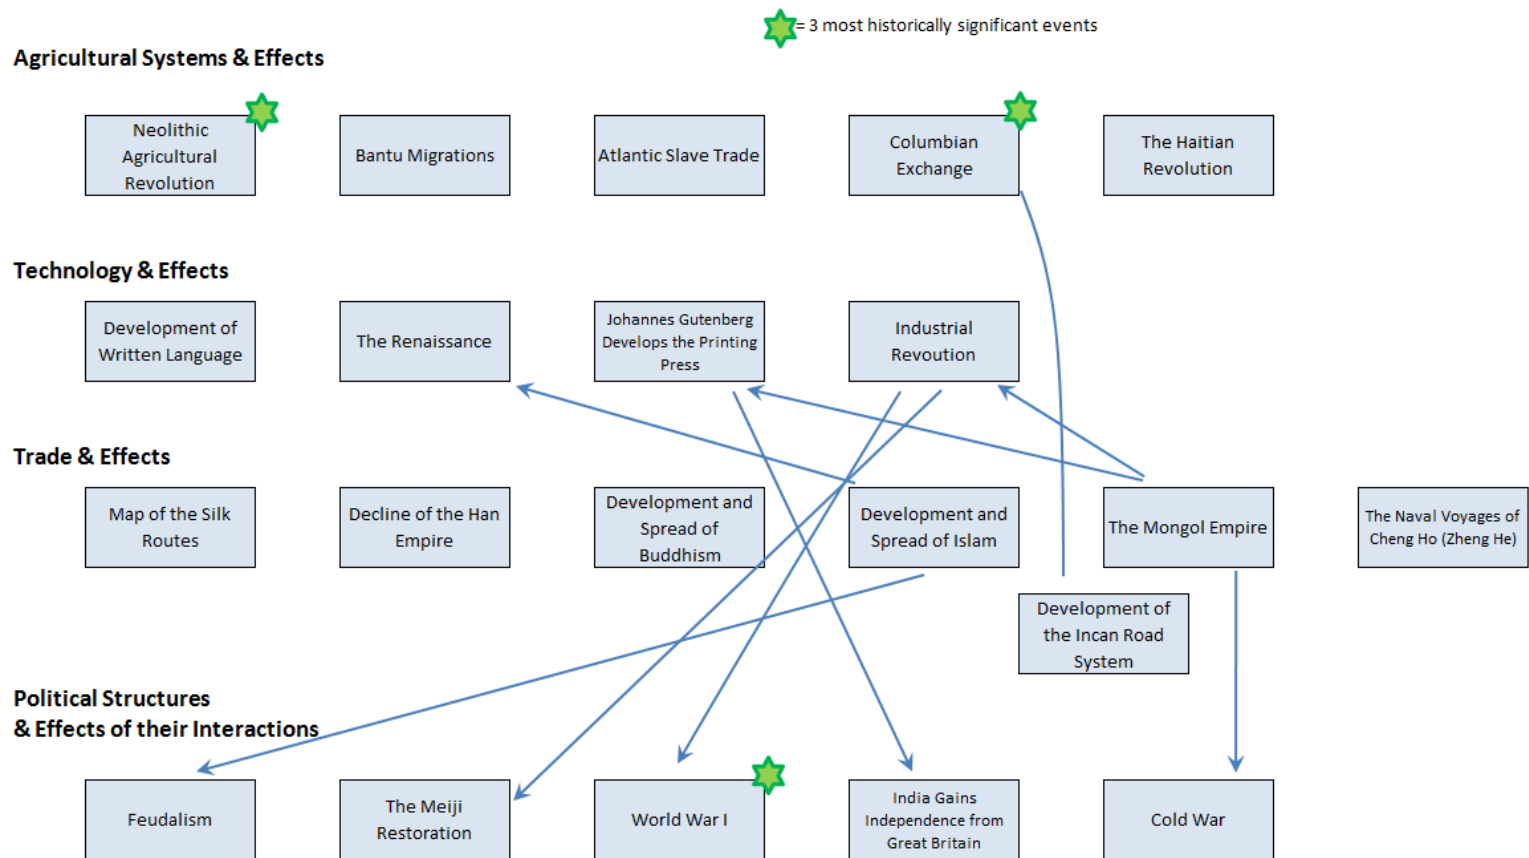 = 3 most historically significant events
Agricultural Systems & Effects
Neolithic
Agricultural
Revolution
Bantu Migrations
Atlantic Slave Trade
Columbian
Exchange
The Haitian
Revolution
Technology & Effects
Development of
Written Language
The Renaissance
Johannes Gutenberg
Develops the Printing
Press
Industrial
Revoution
Trade & Effects
Map of the Silk
Routes
Decline of the Han
Empire
Development and
Spread of
Buddhism
Development and
Spread of Islam
The Mongol Empire
The Naval Voyages of
Cheng Ho (Zheng He)
Development of
the Incan Road
System
Political Structures
& Effects of their Interactions
Feudalism
The Meiji
Restoration
World War I
India Gains
Independence from
Great Britain
Cold War